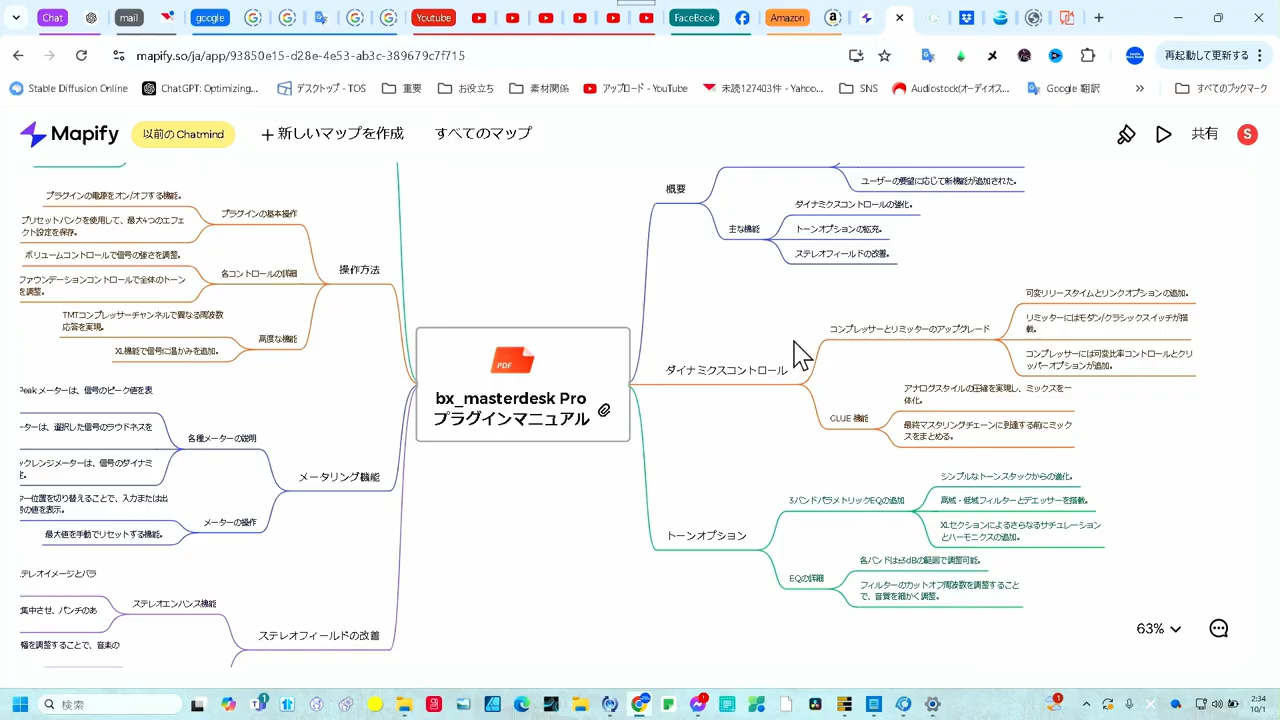 Chat
mail
google
Youtube
FaceBook
Amazon
mapify.so/ja/app/93850e15-d28e-4e53-ab3c-389679c7f715
再起動して更新する
Stable Diffusion Online
ChatGPT: Optimizing...
デスクトップ - TOS
重要
お役立ち
素材関係
アップロード - YouTube
未読127403件 - Yahoo...
SNS
Audiostock(オーディオス...
Google 翻訳
»
すべてのブックマーク
Mapify
以前の Chatmind
+ 新しいマップを作成
すべてのマップ
共有
S
プラグインの電源をオン/オフする機能。
プリセットバンクを使用して、最大4つのエフェ
クト設定を保存。
プラグインの基本操作
ボリュームコントロールで信号の強さを調整。
ファウンデーションコントロールで全体のトーン
を調整。
各コントロールの詳細
操作方法
TMTコンプレッサーチャンネルで異なる周波数
応答を実現。
XL機能で信号に温かみを追加。
高度な機能
Peak メーターは、信号のピーク値を表
ーターは、選択した信号のラウドネスを
ックレンジメーターは、信号のダイナミ
各種メーターの説明
メータリング機能
ー位置を切り替えることで、入力または出
号の値を表示。
最大値を手動でリセットする機能。
メーターの操作
テレオイメージとバラ
集中させ、パンチのあ
幅を調整することで、音楽の
ステレオエンハンス機能
ステレオフィールドの改善
PDF
bx_masterdesk Pro
プラグインマニュアル
概要
ユーザーの要望に応じて新機能が追加された。
主な機能
ダイナミクスコントロールの強化。
トーンオプションの拡充。
ステレオフィールドの改善。
ダイナミクスコントロール
コンプレッサーとリミッターのアップグレード
可変リリースタイムとリンクオプションの追加。
リミッターにはモダン/クラシックスイッチが搭
載。
コンプレッサーには可変比率コントロールとクリ
ッパーオプションが追加。
GLUE 機能
アナログスタイルの圧縮を実現し、ミックスを一
体化。
最終マスタリングチェーンに到達する前にミック
スをまとめる。
トーンオプション
3バンドパラメトリックEQの追加
シンプルなトーンスタックからの進化。
高域・低域フィルターとデエッサーを搭載。
XLセクションによるさらなるサチュレーション
とハーモニクスの追加。
EQの詳細
各バンドは±3dBの範囲で調整可能。
フィルターのカットオフ周波数を調整すること
で、音質を細かく調整。
63%
検索
2:34
10/1